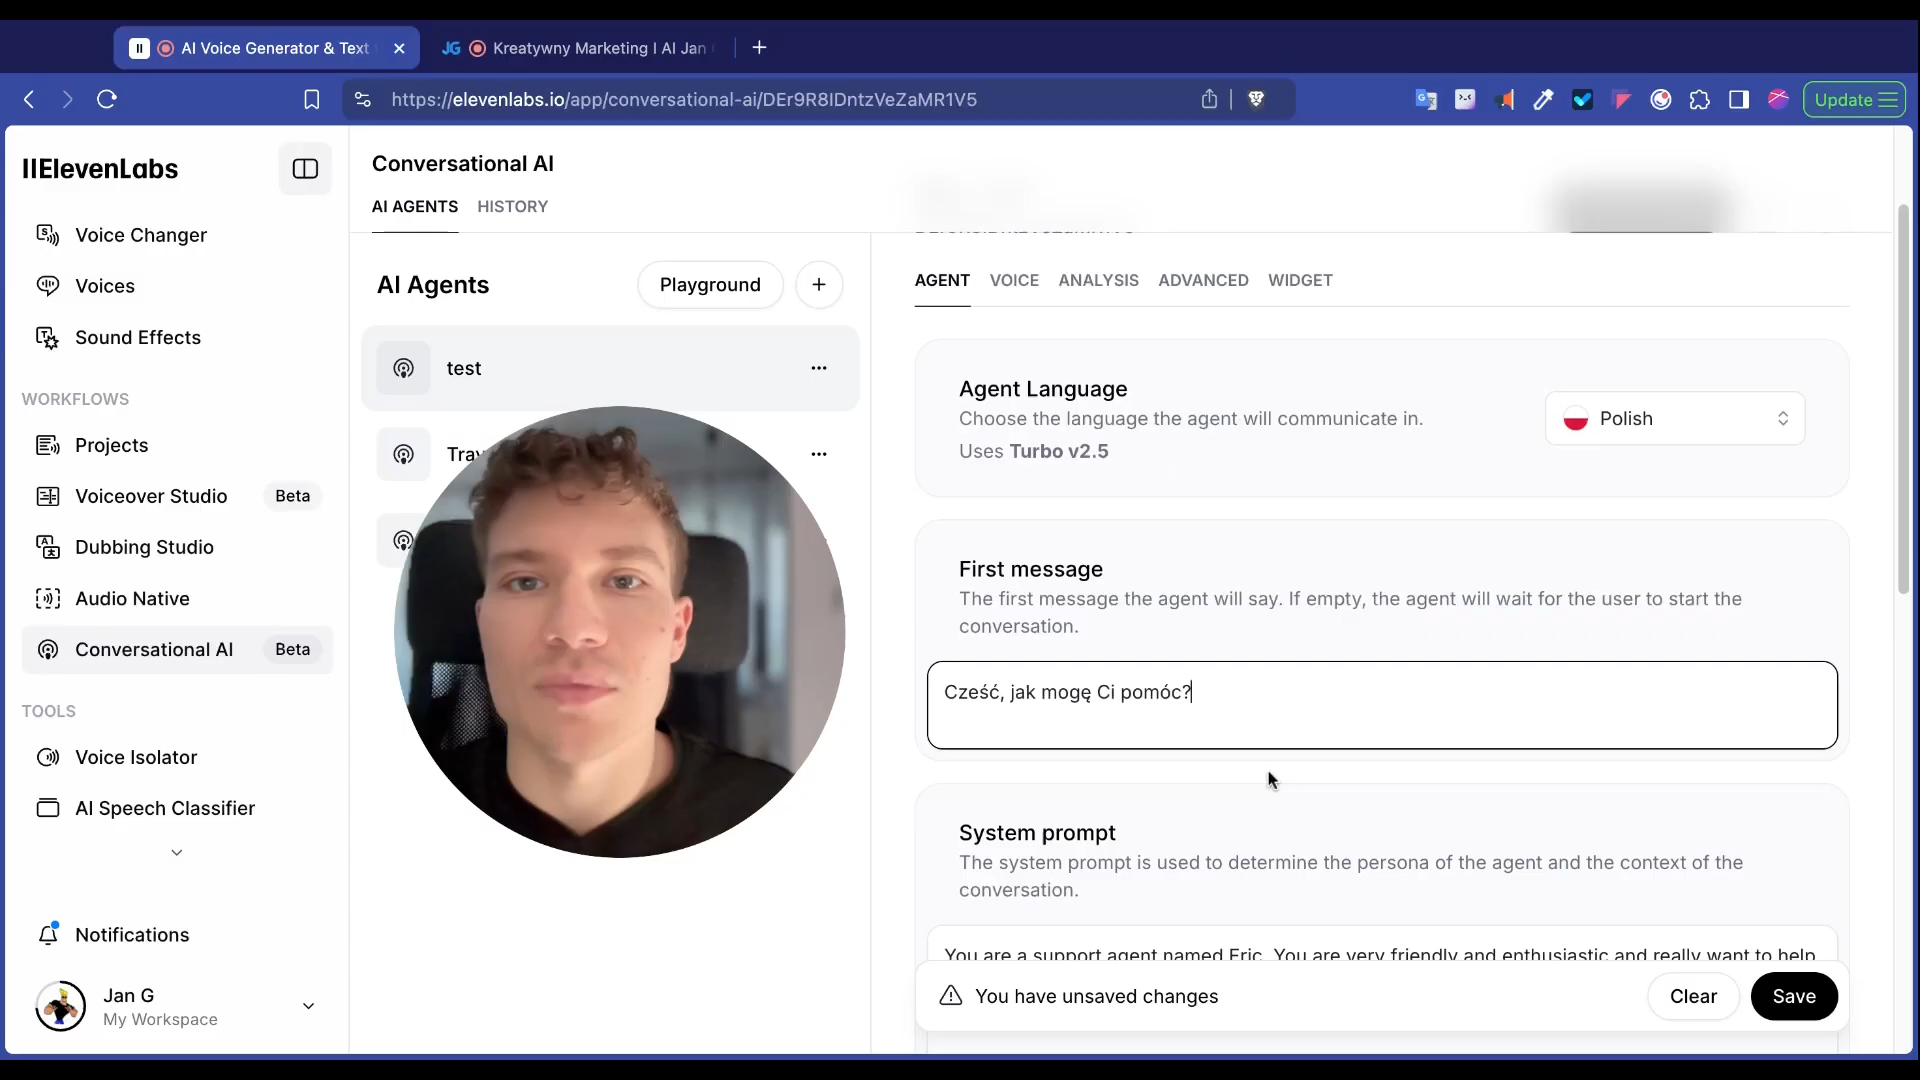 AI Voice Generator & Text
JG Kreatywny Marketing I AI Jan
https://elevenlabs.io/app/conversational-ai/DEr9R8IDntzVeZaMR1V5
Update
IIElevenLabs
Voice Changer
Voices
Sound Effects
WORKFLOWS
Projects
Voiceover Studio Beta
Dubbing Studio
Audio Native
Conversational AI Beta
TOOLS
Voice Isolator
AI Speech Classifier
Notifications
Jan G
My Workspace
Conversational AI
AI AGENTS HISTORY
AI Agents
Playground
test
AGENT VOICE ANALYSIS ADVANCED WIDGET
Agent Language
Choose the language the agent will communicate in.
Uses Turbo v2.5
Polish
First message
The first message the agent will say. If empty, the agent will wait for the user to start the
conversation.
Cześć, jak mogę Ci pomóc?
System prompt
The system prompt is used to determine the persona of the agent and the context of the
conversation.
You are a support agent named Eric. You are very friendly and enthusiastic and really want to help
You have unsaved changes
Clear
Save